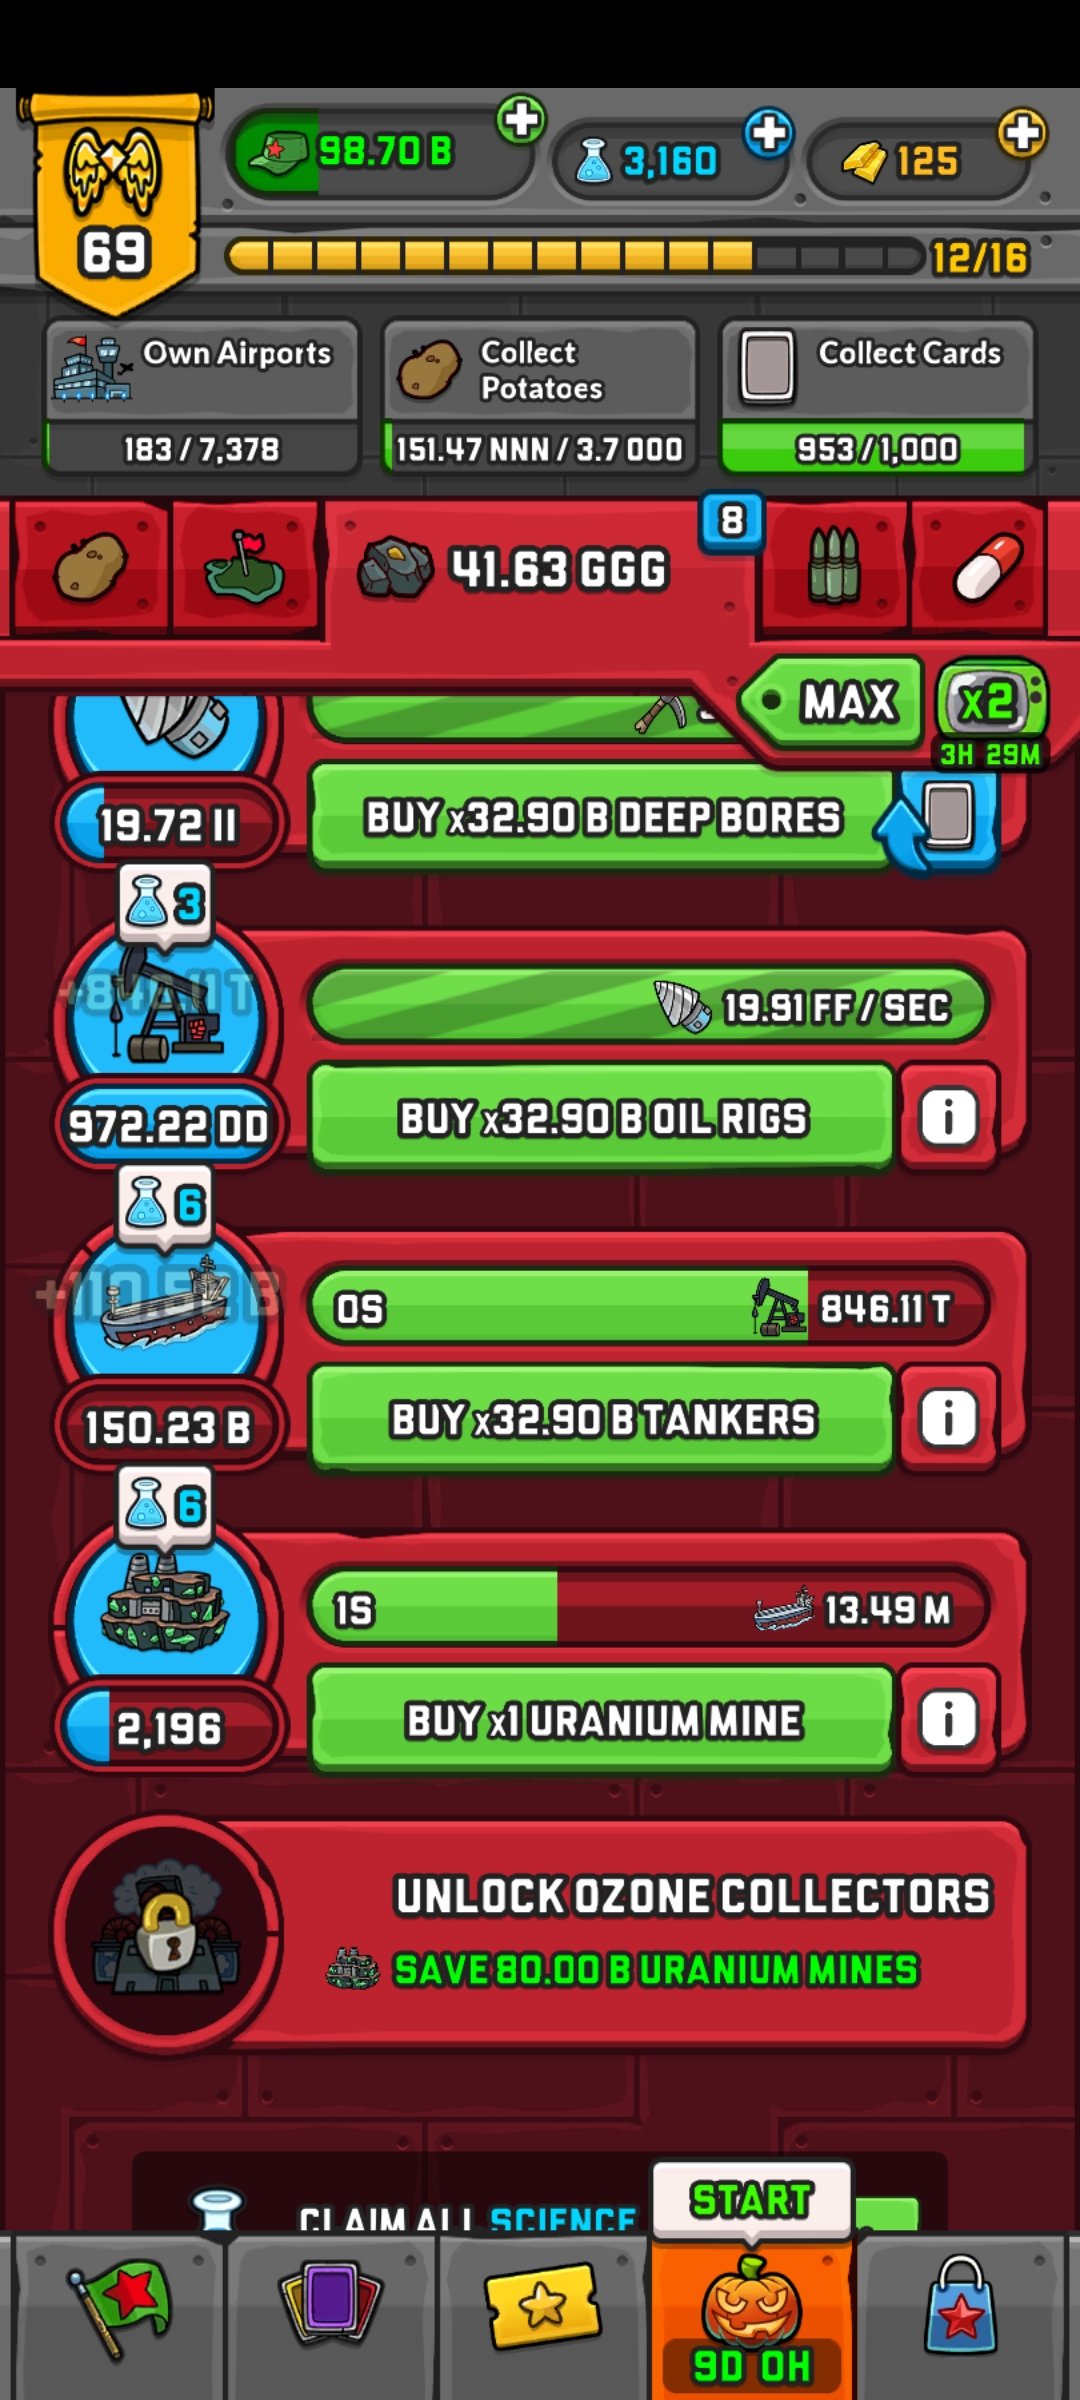 98.70 B
3,160
125
69
12/16
Own Airports
183 / 7,378
Collect
Potatoes
151.47 NNN / 3.7 OOO
Collect Cards
953 / 1,000
41.63 GGG
8
MAX
x2
3H 29M
19.72 II
BUY x32.90 B DEEP BORES
3
19.91 FF / SEC
972.22 DD
BUY x32.90 B OIL RIGS
6
0S
846.11 T
150.23 B
BUY x32.90 B TANKERS
6
1S
13.49 M
2,196
BUY x1 URANIUM MINE
UNLOCK OZONE COLLECTORS
SAVE 80.00 B URANIUM MINES
CLAIM ALL SCIENCE
START
9D 0H